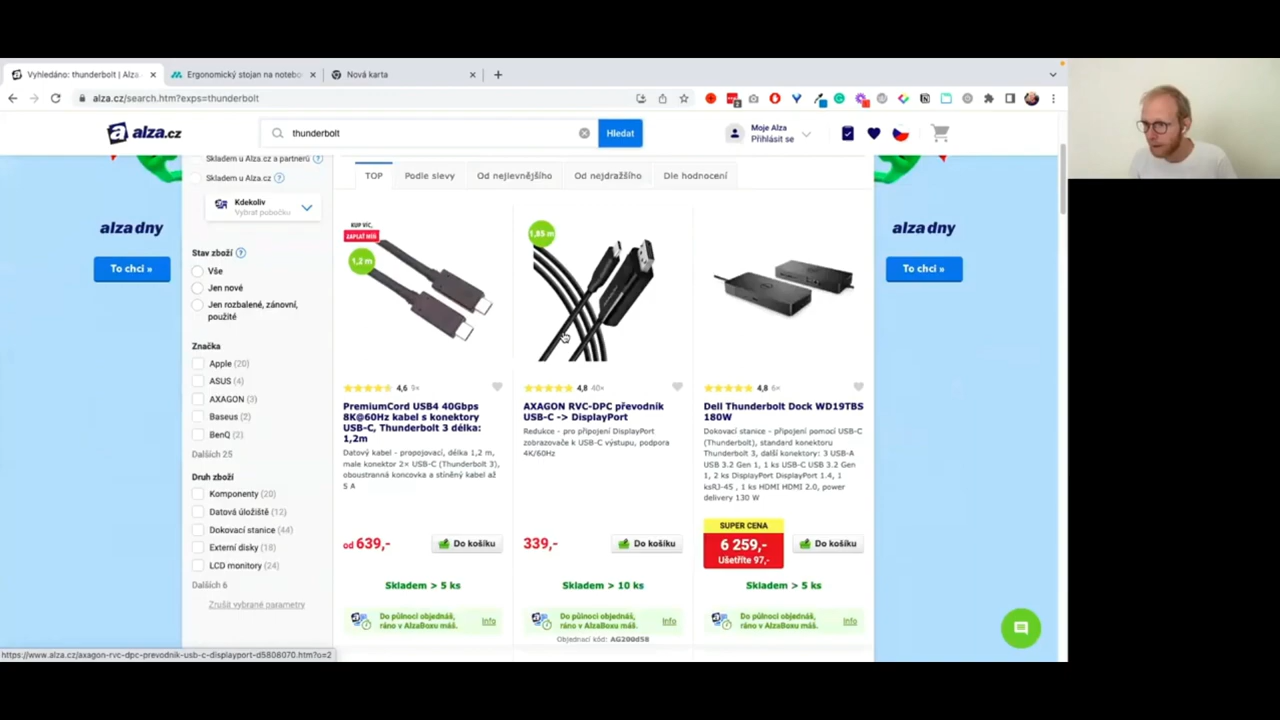 Vyhledáno: thunderbolt | Alza.
Ergonomický stojan na notebo
Nová karta
alza.cz/search.htm?exps=thunderbolt
alza.cz
thunderbolt
Hledat
Moje Alza
Přihlásit se
Skladem u Alza.cz a partnerů
Skladem u Alza.cz
Kdekoliv
Vybrat pobočku
alza dny
To chci »
Stav zboží
Vše
Jen nové
Jen rozbalené, zánovní,
použité
Značka
Apple (20)
ASUS (4)
AXAGON (3)
Baseus (2)
BenQ (2)
Dalších 25
Druh zboží
Komponenty (20)
Datová úložiště (12)
Dokovací stanice (44)
Externí disky (18)
LCD monitory (24)
Dalších 6
Zrušit vybrané parametry
TOP
Podle slevy
Od nejlevnějšího
Od nejdražšího
Dle hodnocení
KUP VÍC,
ZAPLAŤ MÍŇ
1,2 m
4,6 9×
PremiumCord USB4 40Gbps
8K@60Hz kabel s konektory
USB-C, Thunderbolt 3 délka:
1,2m
Datový kabel - propojovací, délka 1,2 m,
male konektor 2× USB-C (Thunderbolt 3),
oboustranná koncovka a stíněný kabel až
5 A
od 639,-
Do košíku
Skladem > 5 ks
Do půlnoci objednáš,
ráno v AlzaBoxu máš.
Info
1,85 m
4,8 40×
AXAGON RVC-DPC převodník
USB-C -> DisplayPort
Redukce - pro připojení DisplayPort
zobrazovače k USB-C výstupu, podpora
4K/60Hz
339,-
Do košíku
Skladem > 10 ks
Do půlnoci objednáš,
ráno v AlzaBoxu máš.
Info
Objednací kód: AG200d58
4,8 6×
Dell Thunderbolt Dock WD19TBS
180W
Dokovací stanice - připojení pomocí USB-C
(Thunderbolt), standard konektoru
Thunderbolt 3, další konektory: 3 USB-A
USB 3.2 Gen 1, 1 ks USB-C USB 3.2 Gen
1, 2 ks DisplayPort DisplayPort 1.4, 1
ksRJ-45 , 1 ks HDMI HDMI 2.0, power
delivery 130 W
SUPER CENA
6 259,-
Ušetříte 97,-
Do košíku
Skladem > 5 ks
Do půlnoci objednáš,
ráno v AlzaBoxu máš.
Info
alza dny
To chci »
https://www.alza.cz/axagon-rvc-dpc-prevodnik-usb-c-displayport-d5808070.htm?o=2